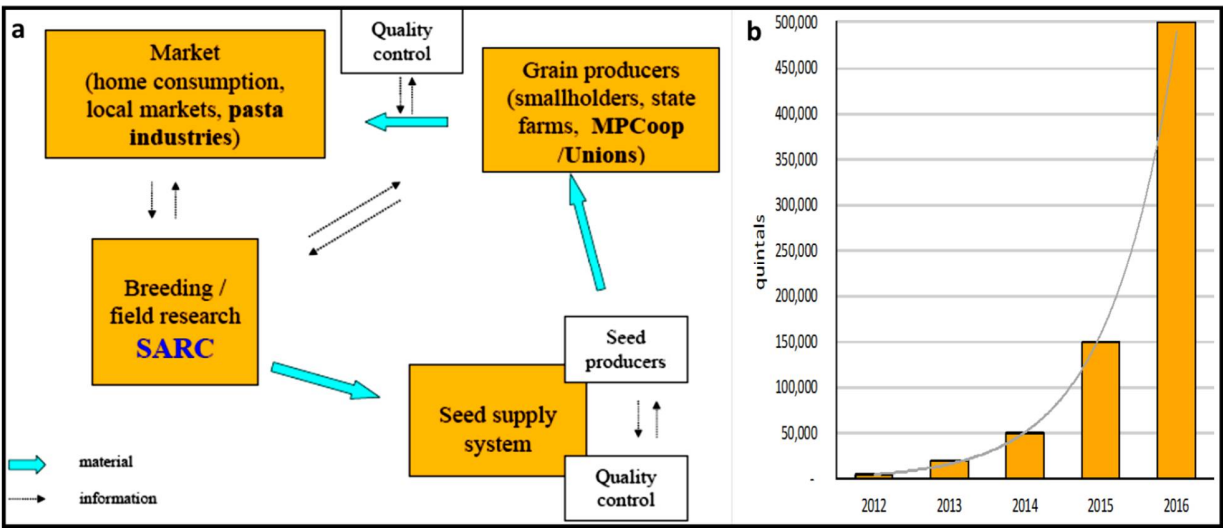 a
Market
(home consumption,
local markets, pasta
industries)
Quality
control
Grain producers
(smallholders, state
farms, MPCoop
/Unions)
Breeding /
field research
SARC
Seed
producers
Seed supply
system
Quality
control
material
information
b
quintals
500,000
450,000
400,000
350,000
300,000
250,000
200,000
150,000
100,000
50,000
-
2012 2013 2014 2015 2016